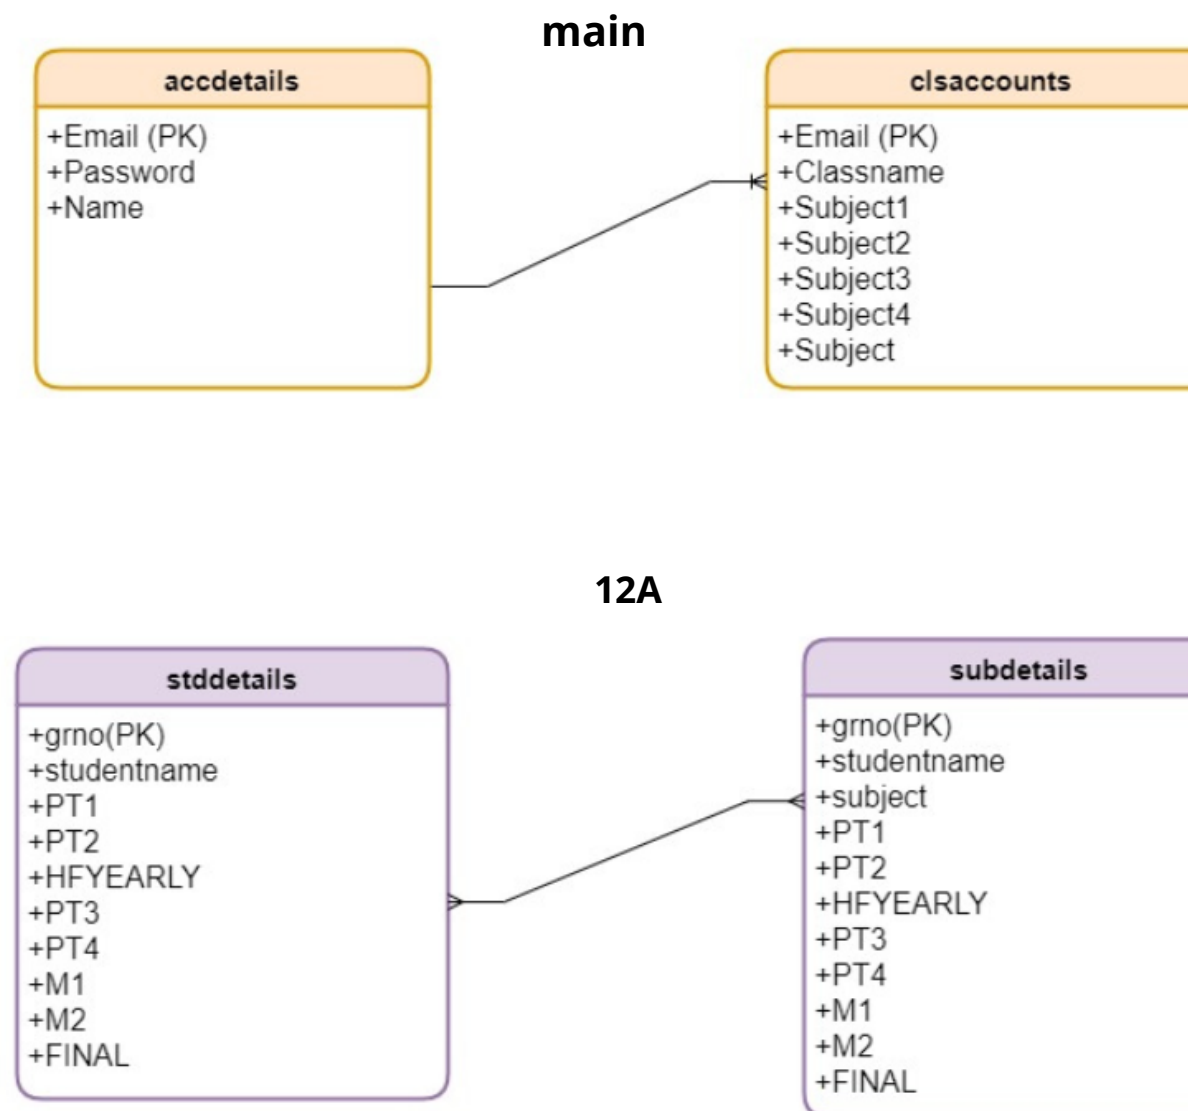 main
accdetails
+Email (PK)
+Password
+Name
clsaccounts
+Email (PK)
+Classname
+Subject1
+Subject2
+Subject3
+Subject4
+Subject
12A
stddetails
+grno(PK)
+studentname
+PT1
+PT2
+HFYEARLY
+PT3
+PT4
+M1
+M2
+FINAL
subdetails
+grno(PK)
+studentname
+subject
+PT1
+PT2
+HFYEARLY
+PT3
+PT4
+M1
+M2
+FINAL